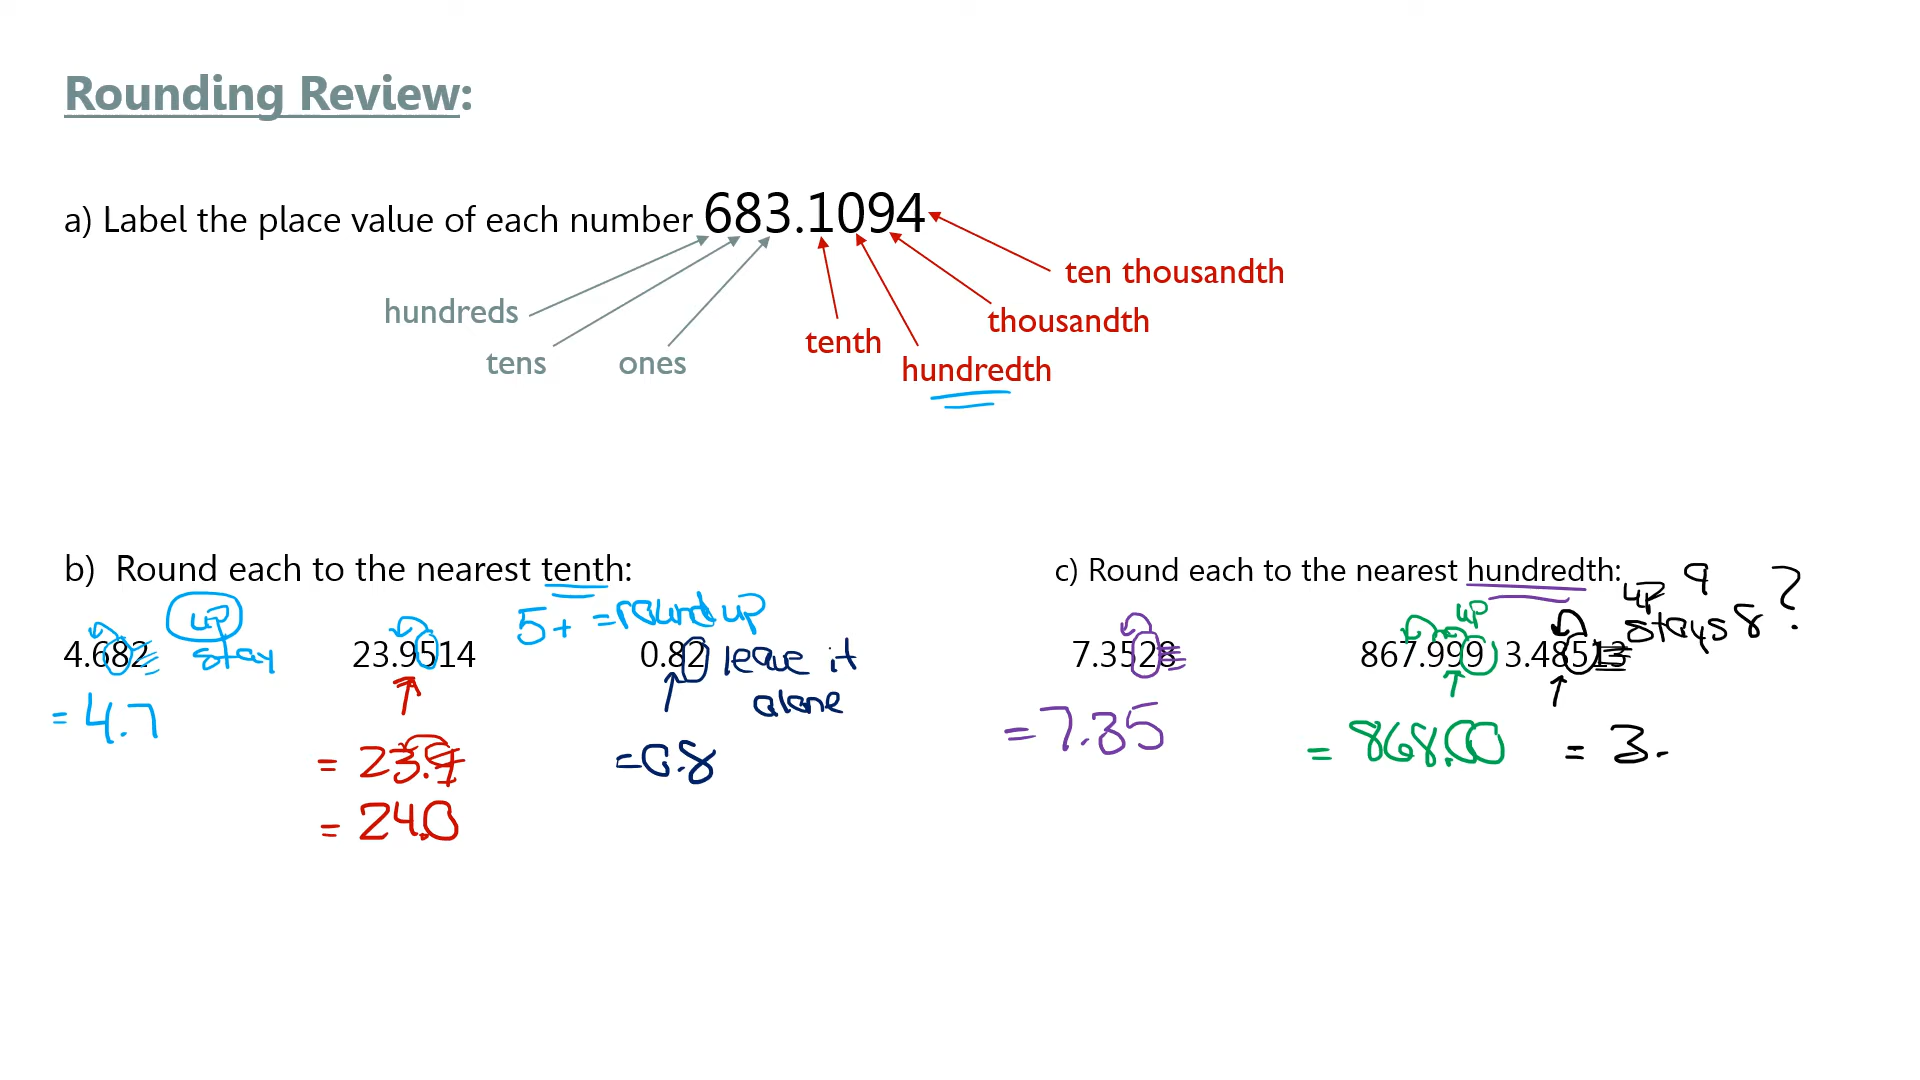 Rounding Review:
a) Label the place value of each number 683.1094
ten thousandth
hundreds
thousandth
tenth
tens
ones
hundredth
b) Round each to the nearest tenth:
up
stay
5+ = round up
4.682
= 4.7
23.9514
= 23.9
= 24.0
0.82
leave it
alone
= 0.8
c) Round each to the nearest hundredth:
7.3528
= 7.35
up
867.999
= 868.00
up 9
stays 8 ?
3.48513
= 3.